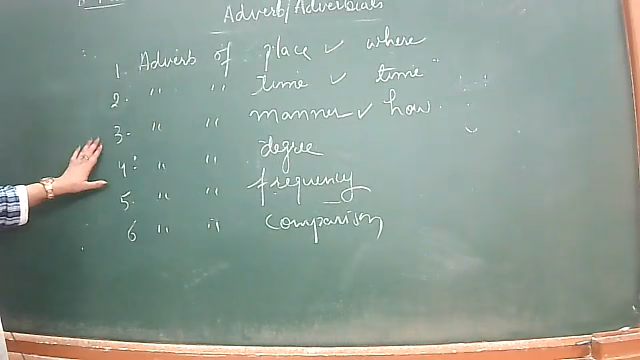 Adverb/Adverbials
1. Adverb of place ✓ where
2. " " time ✓ time
3. " " manner ✓ how
4. " " degree
5. " " frequency
6 " " comparison